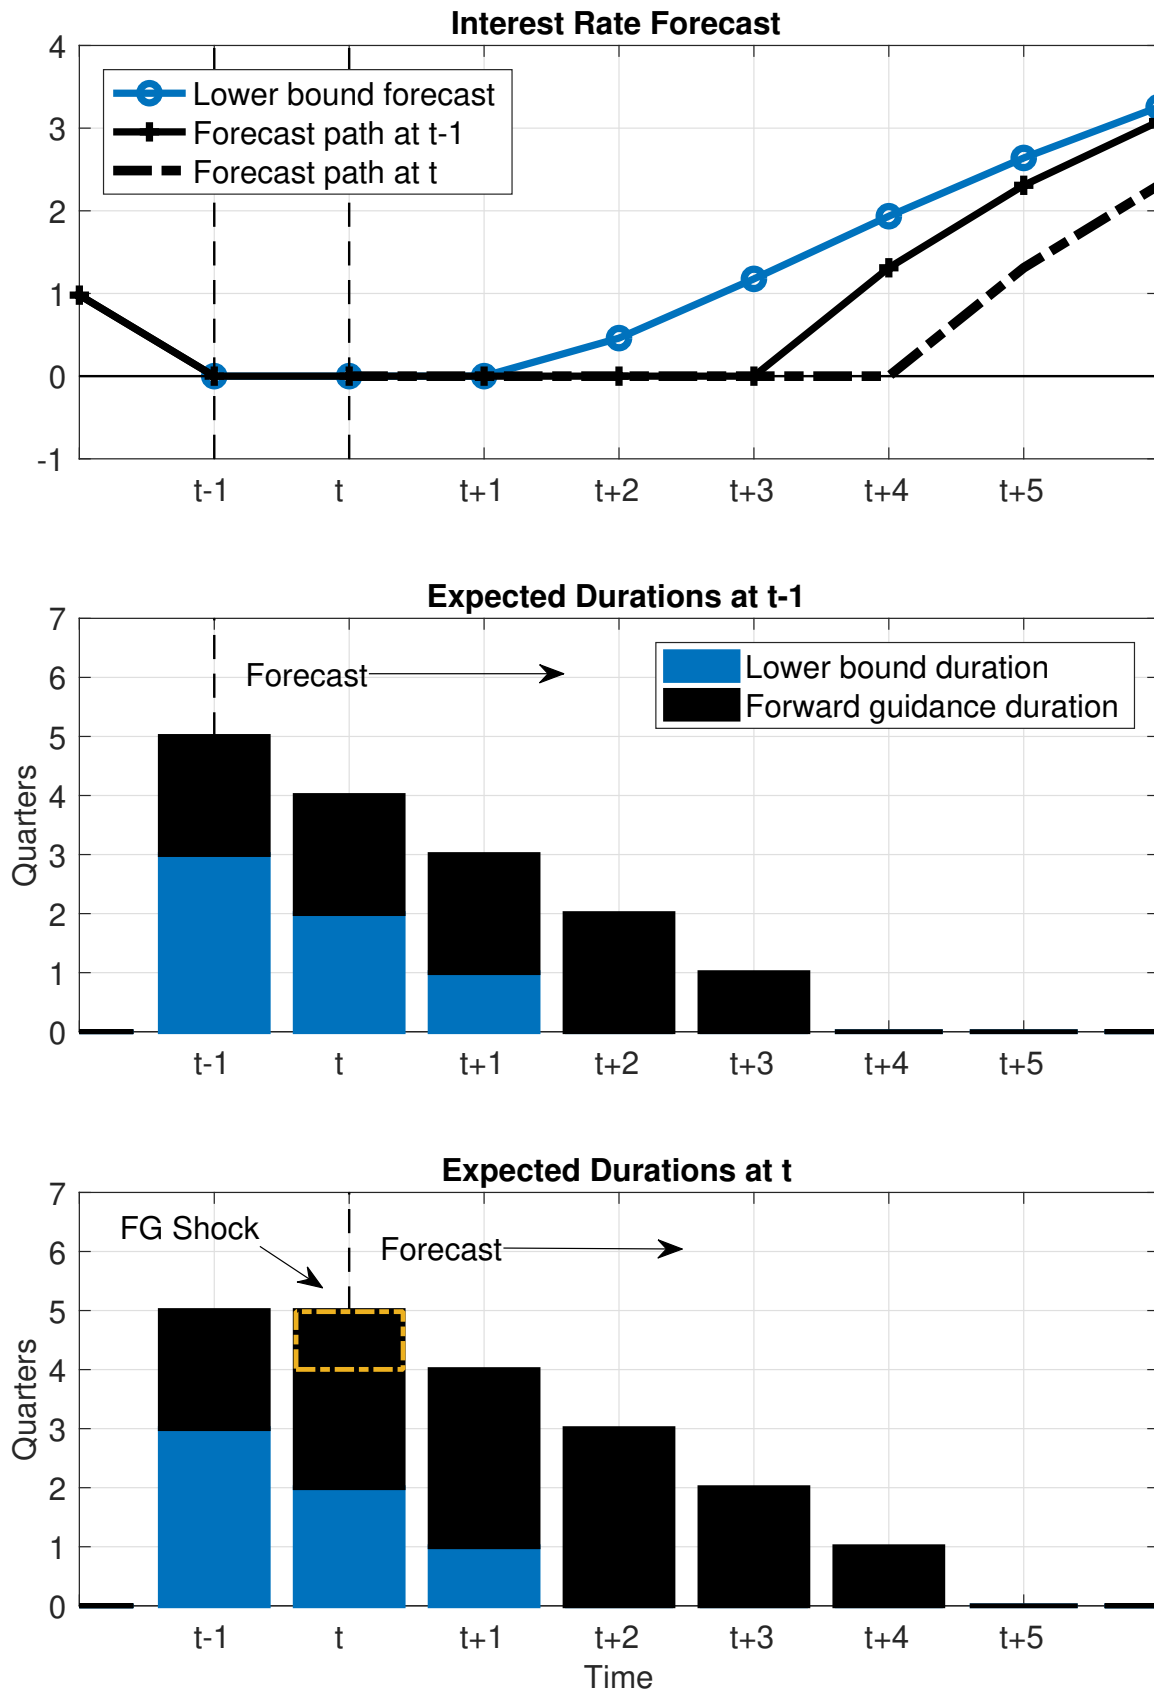 Interest Rate Forecast
4
3
2
1
0
-1
Lower bound forecast
Forecast path at t-1
Forecast path at t
t-1 t t+1 t+2 t+3 t+4 t+5
Expected Durations at t-1
Quarters
7
6
5
4
3
2
1
0
Forecast
Lower bound duration
Forward guidance duration
t-1 t t+1 t+2 t+3 t+4 t+5
Expected Durations at t
Quarters
7
6
5
4
3
2
1
0
FG Shock
Forecast
t-1 t t+1 t+2 t+3 t+4 t+5
Time